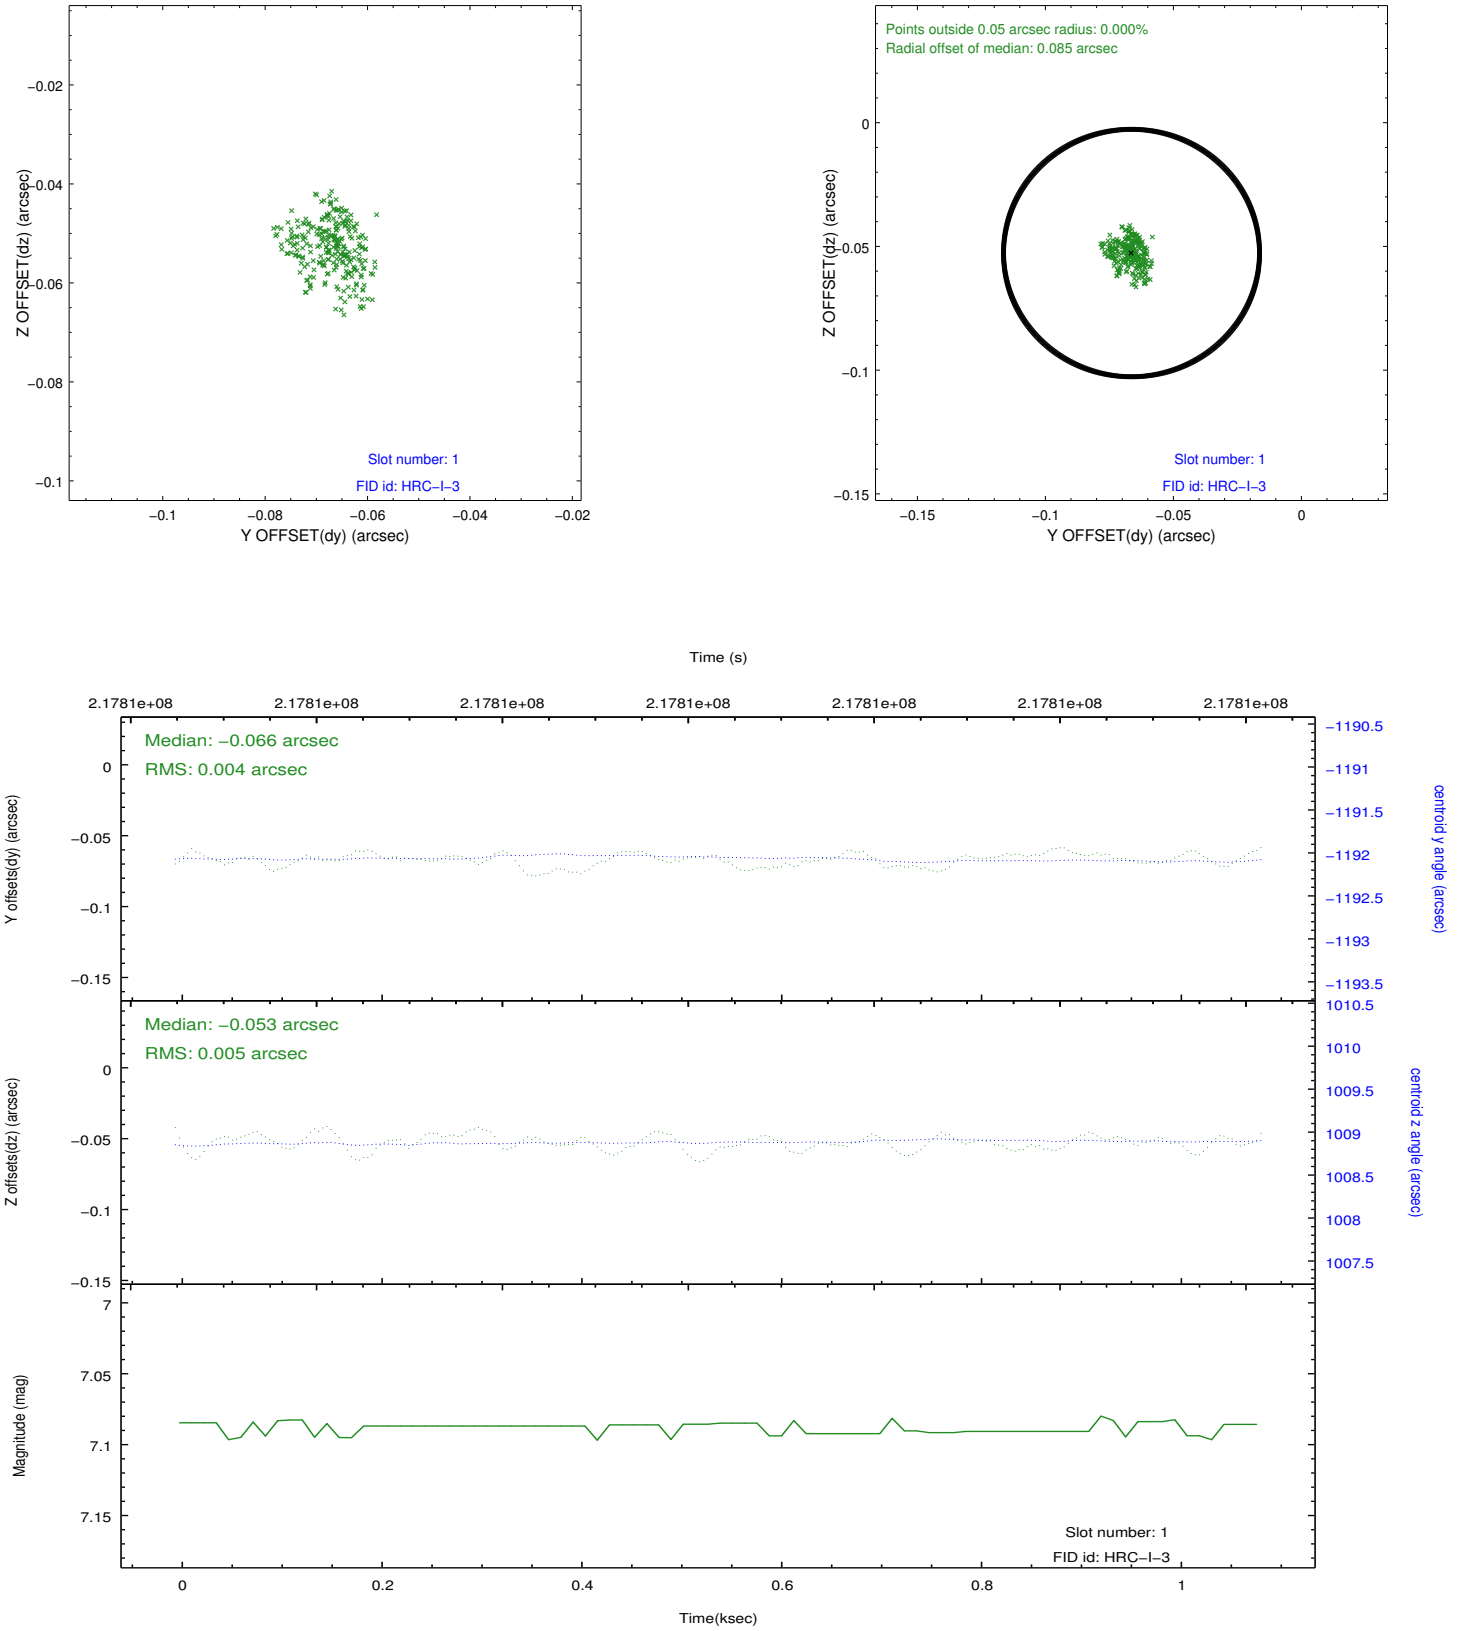 −0.02
−0.04
−0.06
−0.08
−0.1
Z OFFSET(dz) (arcsec)
Slot number: 1
FID id: HRC−I−3
−0.1 −0.08 −0.06 −0.04 −0.02
Y OFFSET(dy) (arcsec)
Points outside 0.05 arcsec radius: 0.000%
Radial offset of median: 0.085 arcsec
0
−0.05
−0.1
−0.15
Z OFFSET(dz) (arcsec)
Slot number: 1
FID id: HRC−I−3
−0.15 −0.1 −0.05 0
Y OFFSET(dy) (arcsec)
Time (s)
2.1781e+08 2.1781e+08 2.1781e+08 2.1781e+08 2.1781e+08 2.1781e+08 2.1781e+08
Median: −0.066 arcsec
RMS: 0.004 arcsec
0
−0.05
−0.1
−0.15
Y offsets(dy) (arcsec)
−1190.5
−1191
−1191.5
−1192
−1192.5
−1193
−1193.5
centroid y angle (arcsec)
Median: −0.053 arcsec
RMS: 0.005 arcsec
0
−0.05
−0.1
−0.15
Z offsets(dz) (arcsec)
1010.5
1010
1009.5
1009
1008.5
1008
1007.5
centroid z angle (arcsec)
7
7.05
7.1
7.15
Magnitude (mag)
Slot number: 1
FID id: HRC−I−3
0 0.2 0.4 0.6 0.8 1
Time(ksec)